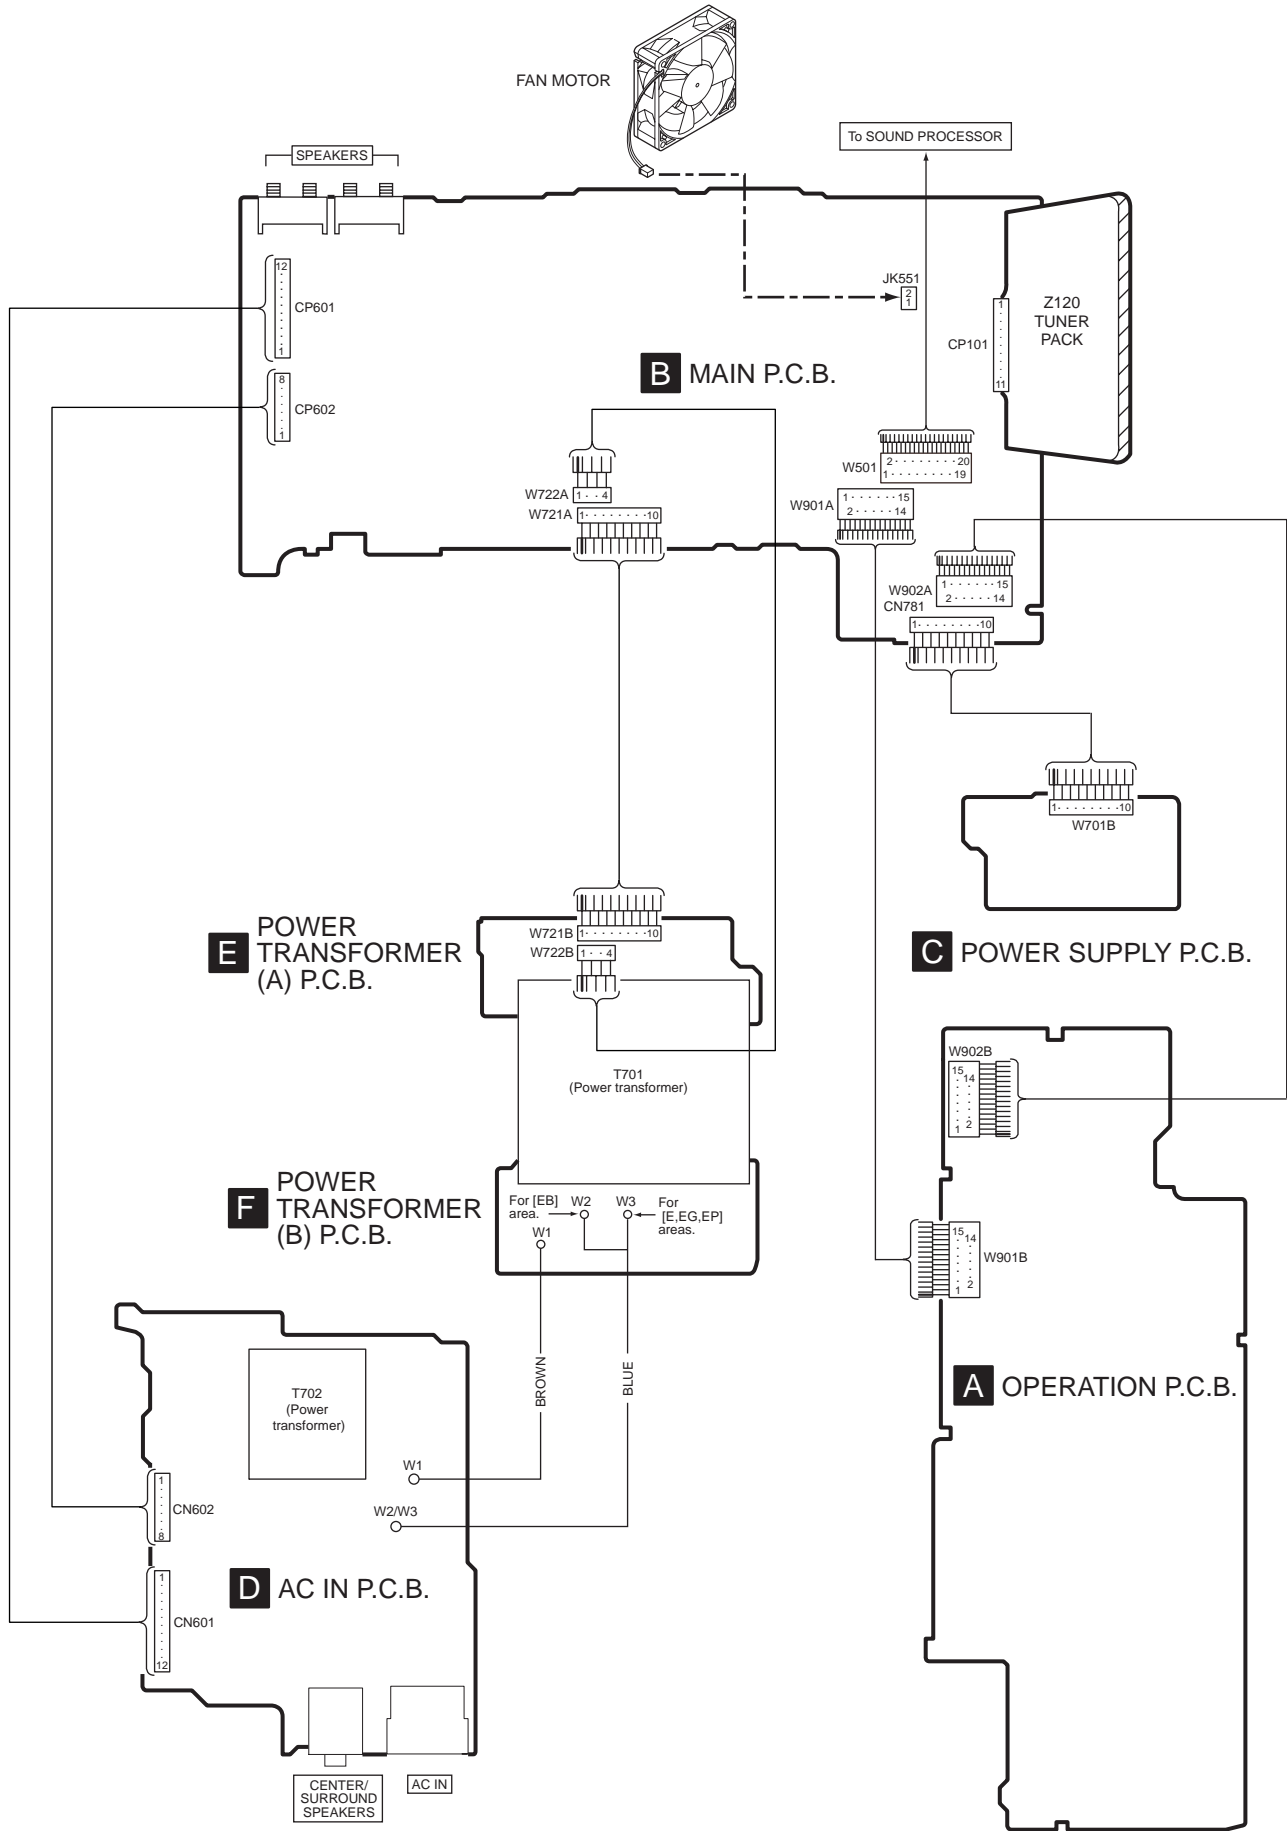 FAN MOTOR
To SOUND PROCESSOR
SPEAKERS
12
1
CP601
8
1
CP602
JK551
2
1
Z120
TUNER
PACK
CP101
1
11
B MAIN P.C.B.
W501
2 20
1 19
W722A 1 4
W721A 1 10
W901A
1 15
2 14
W902A
1 15
2 14
CN781
1 10
1 10
W701B
C POWER SUPPLY P.C.B.
E POWER
TRANSFORMER
(A) P.C.B.
W721B 1 10
W722B 1 4
T701
(Power transformer)
F POWER
TRANSFORMER
(B) P.C.B.
For [EB]
area.
W2
W3
For
[E,EG,EP]
areas.
W1
W902B
15
14
2
1
15
14
2
1
W901B
A OPERATION P.C.B.
BROWN
BLUE
T702
(Power
transformer)
W1
W2/W3
1
8
CN602
D AC IN P.C.B.
1
12
CN601
CENTER/
SURROUND
SPEAKERS
AC IN